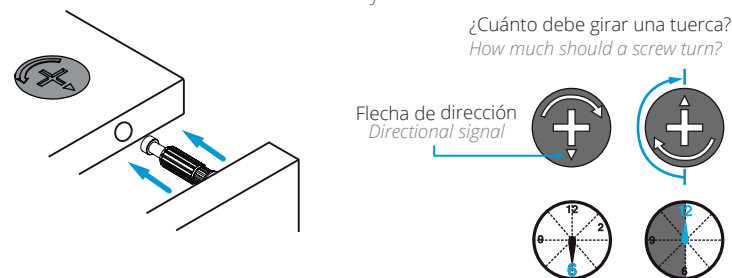 ¿Cuánto debe girar una tuerca?
How much should a screw turn?
Flecha de dirección
Directional signal
12
2
9
6
12
9
6